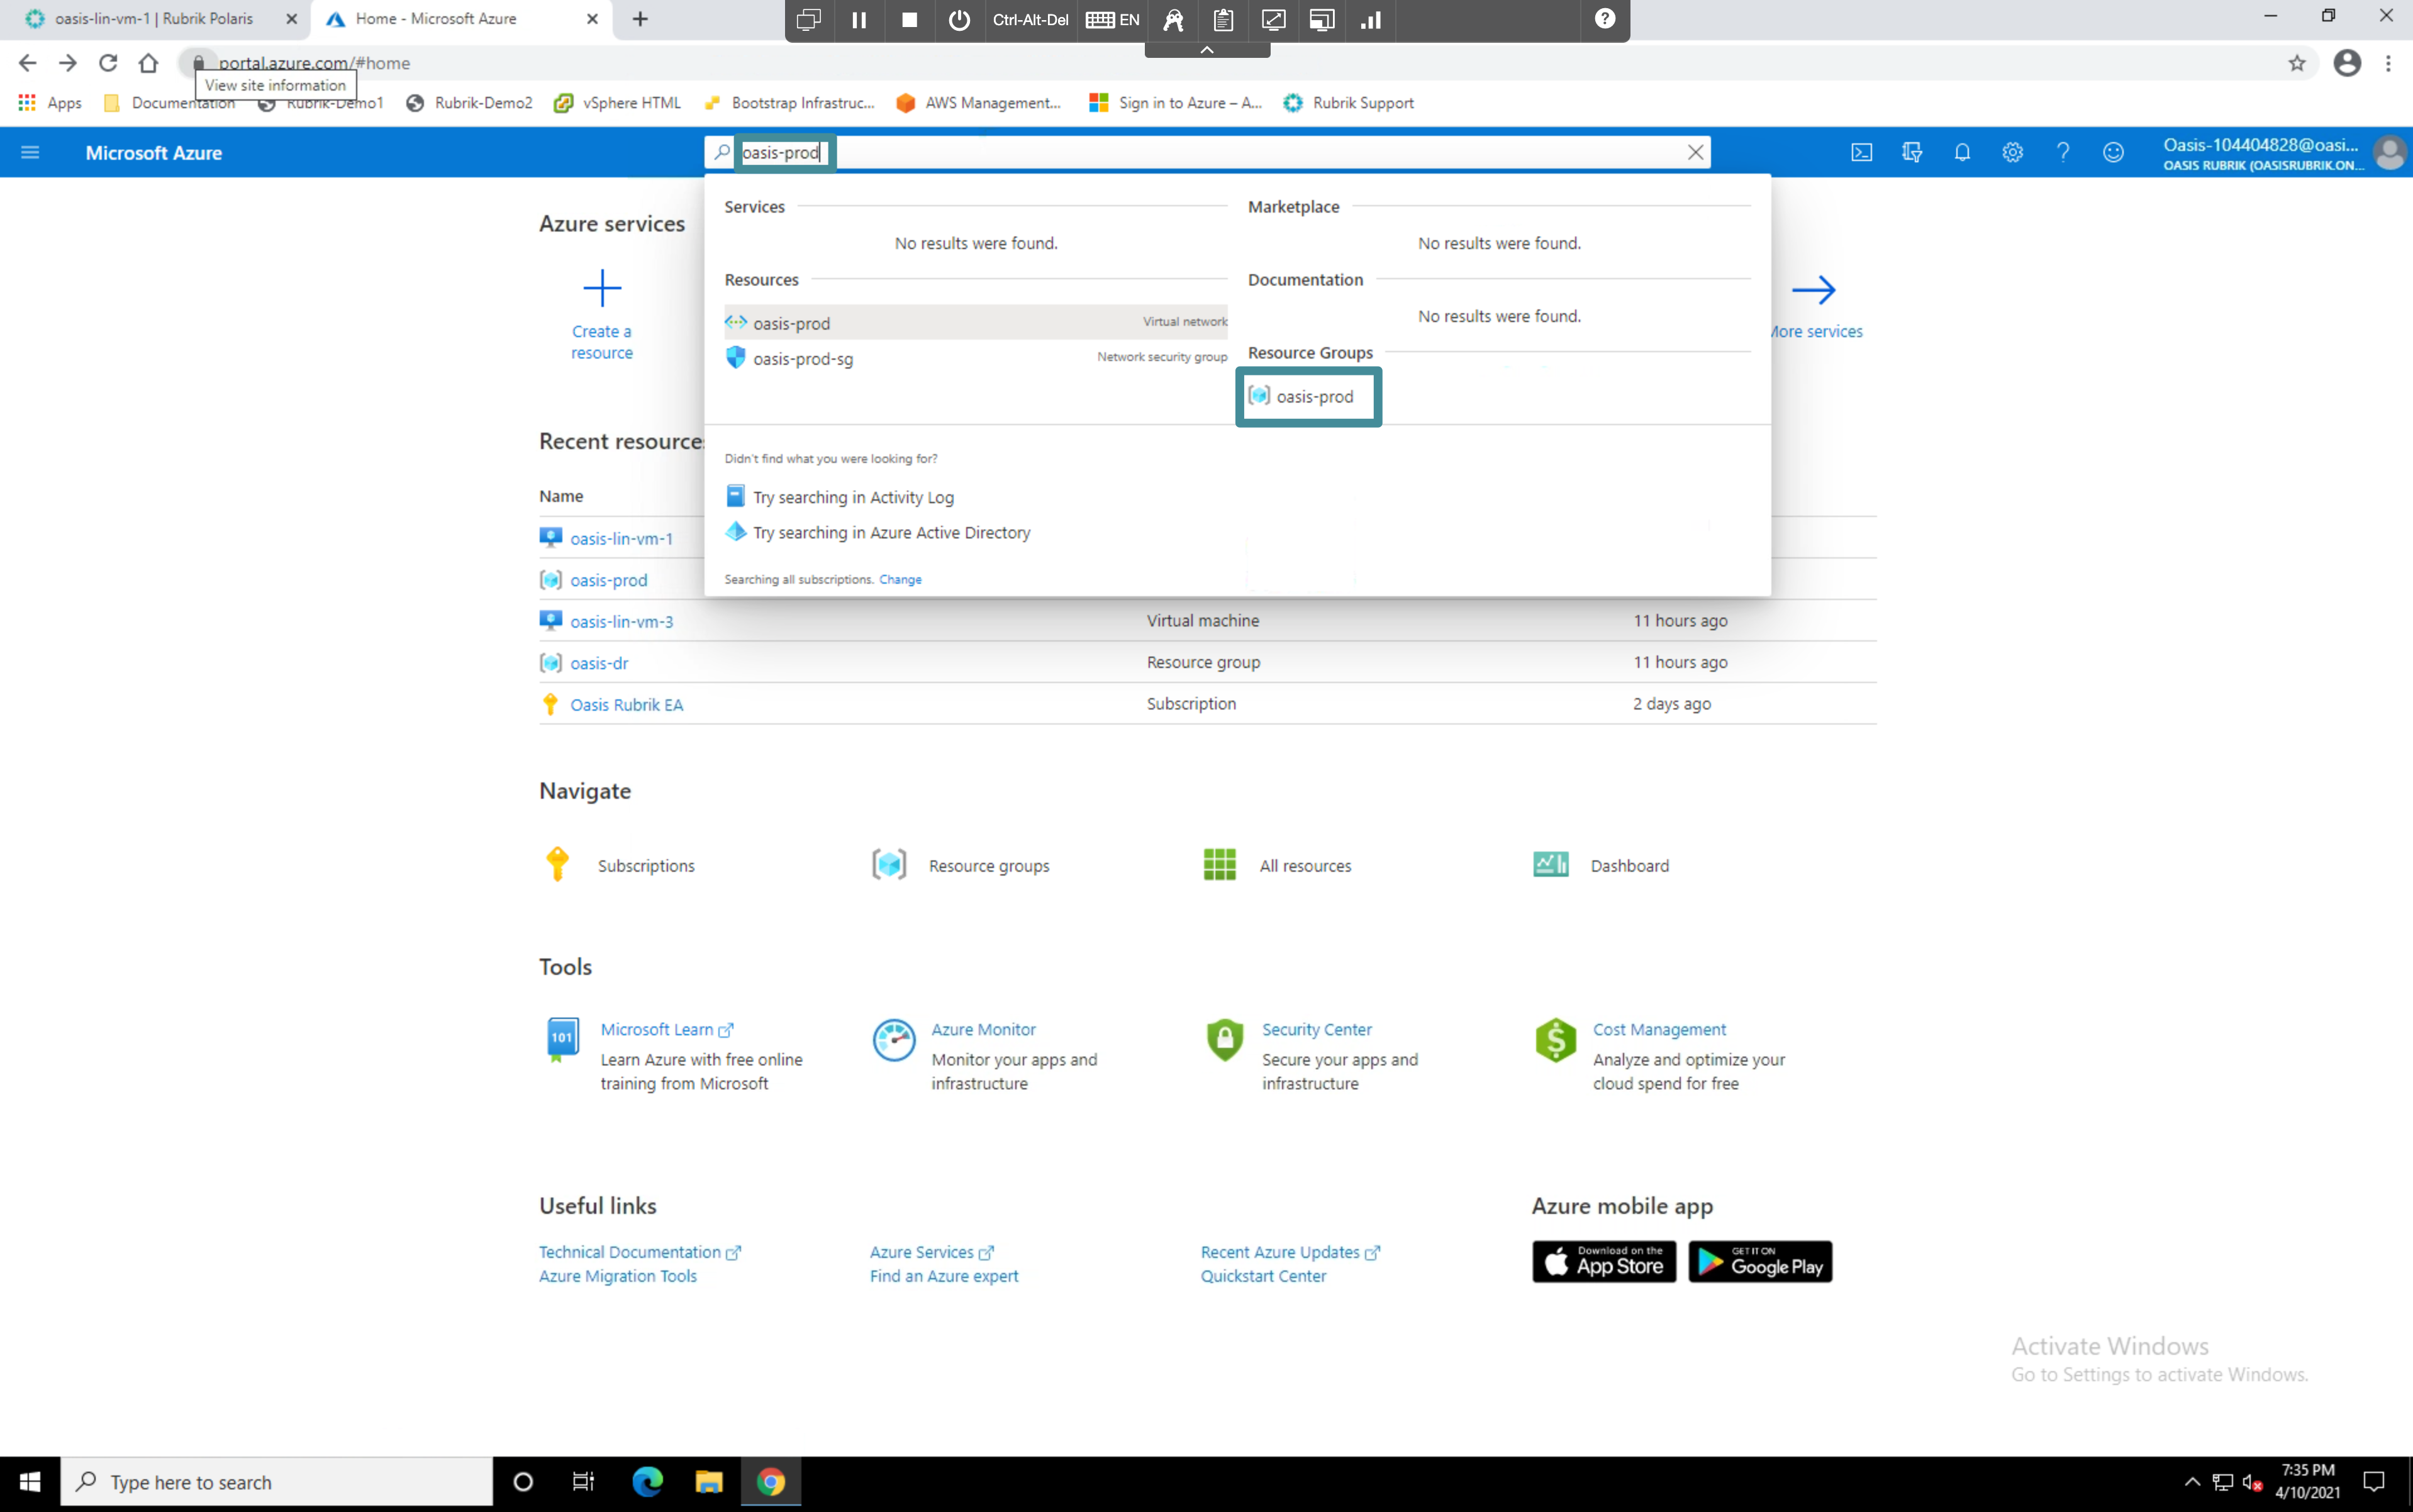 oasis-lin-vm-1 | Rubrik Polaris
Home - Microsoft Azure
Ctrl-Alt-Del
EN
portal.azure.com/#home
View site information
Apps
Documentation
Rubrik-Demo1
Rubrik-Demo2
vSphere HTML
Bootstrap Infrastruc...
AWS Management...
Sign in to Azure – A...
Rubrik Support
Microsoft Azure
oasis-prod
Oasis-104404828@oasi...
OASIS RUBRIK (OASISRUBRIK.ON...
Azure services
Create a
resource
More services
Services
No results were found.
Marketplace
No results were found.
Resources
oasis-prod
Virtual network
oasis-prod-sg
Network security group
Documentation
No results were found.
Resource Groups
oasis-prod
Didn't find what you were looking for?
Try searching in Activity Log
Try searching in Azure Active Directory
Searching all subscriptions. Change
Recent resources
Name
oasis-lin-vm-1
oasis-prod
oasis-lin-vm-3
Virtual machine
11 hours ago
oasis-dr
Resource group
11 hours ago
Oasis Rubrik EA
Subscription
2 days ago
Navigate
Subscriptions
Resource groups
All resources
Dashboard
Tools
101
Microsoft Learn
Learn Azure with free online
training from Microsoft
Azure Monitor
Monitor your apps and
infrastructure
Security Center
Secure your apps and
infrastructure
Cost Management
Analyze and optimize your
cloud spend for free
Useful links
Technical Documentation
Azure Migration Tools
Azure Services
Find an Azure expert
Recent Azure Updates
Quickstart Center
Azure mobile app
Download on the
App Store
GET IT ON
Google Play
Activate Windows
Go to Settings to activate Windows.
Type here to search
7:35 PM
4/10/2021